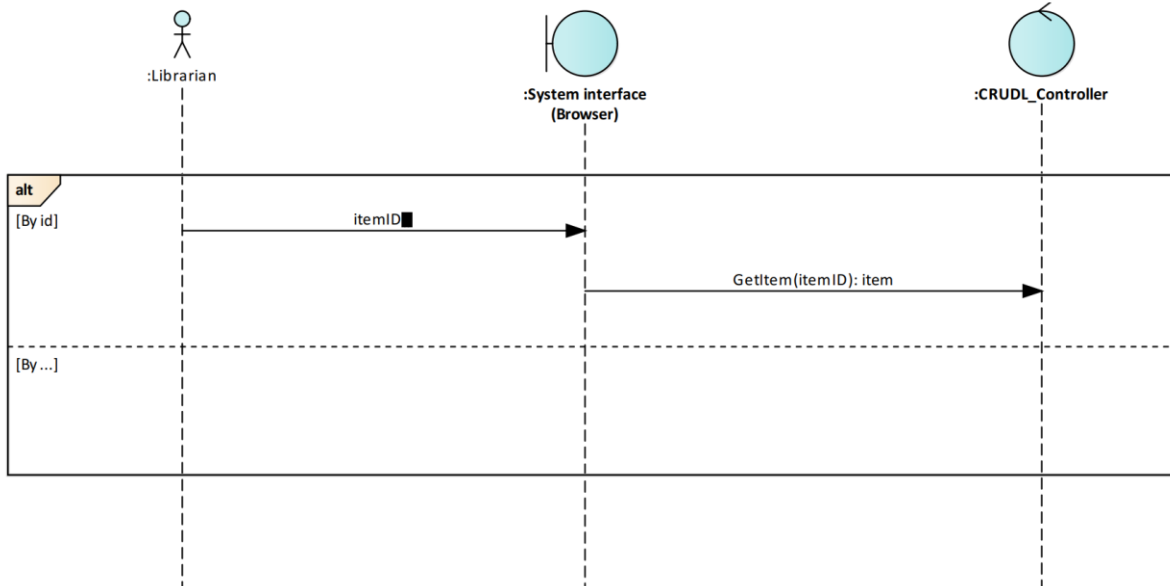 :Librarian
:System interface
(Browser)
:CRUDL_Controller
alt
[By id]
itemID
GetItem(itemID): item
[By ...]